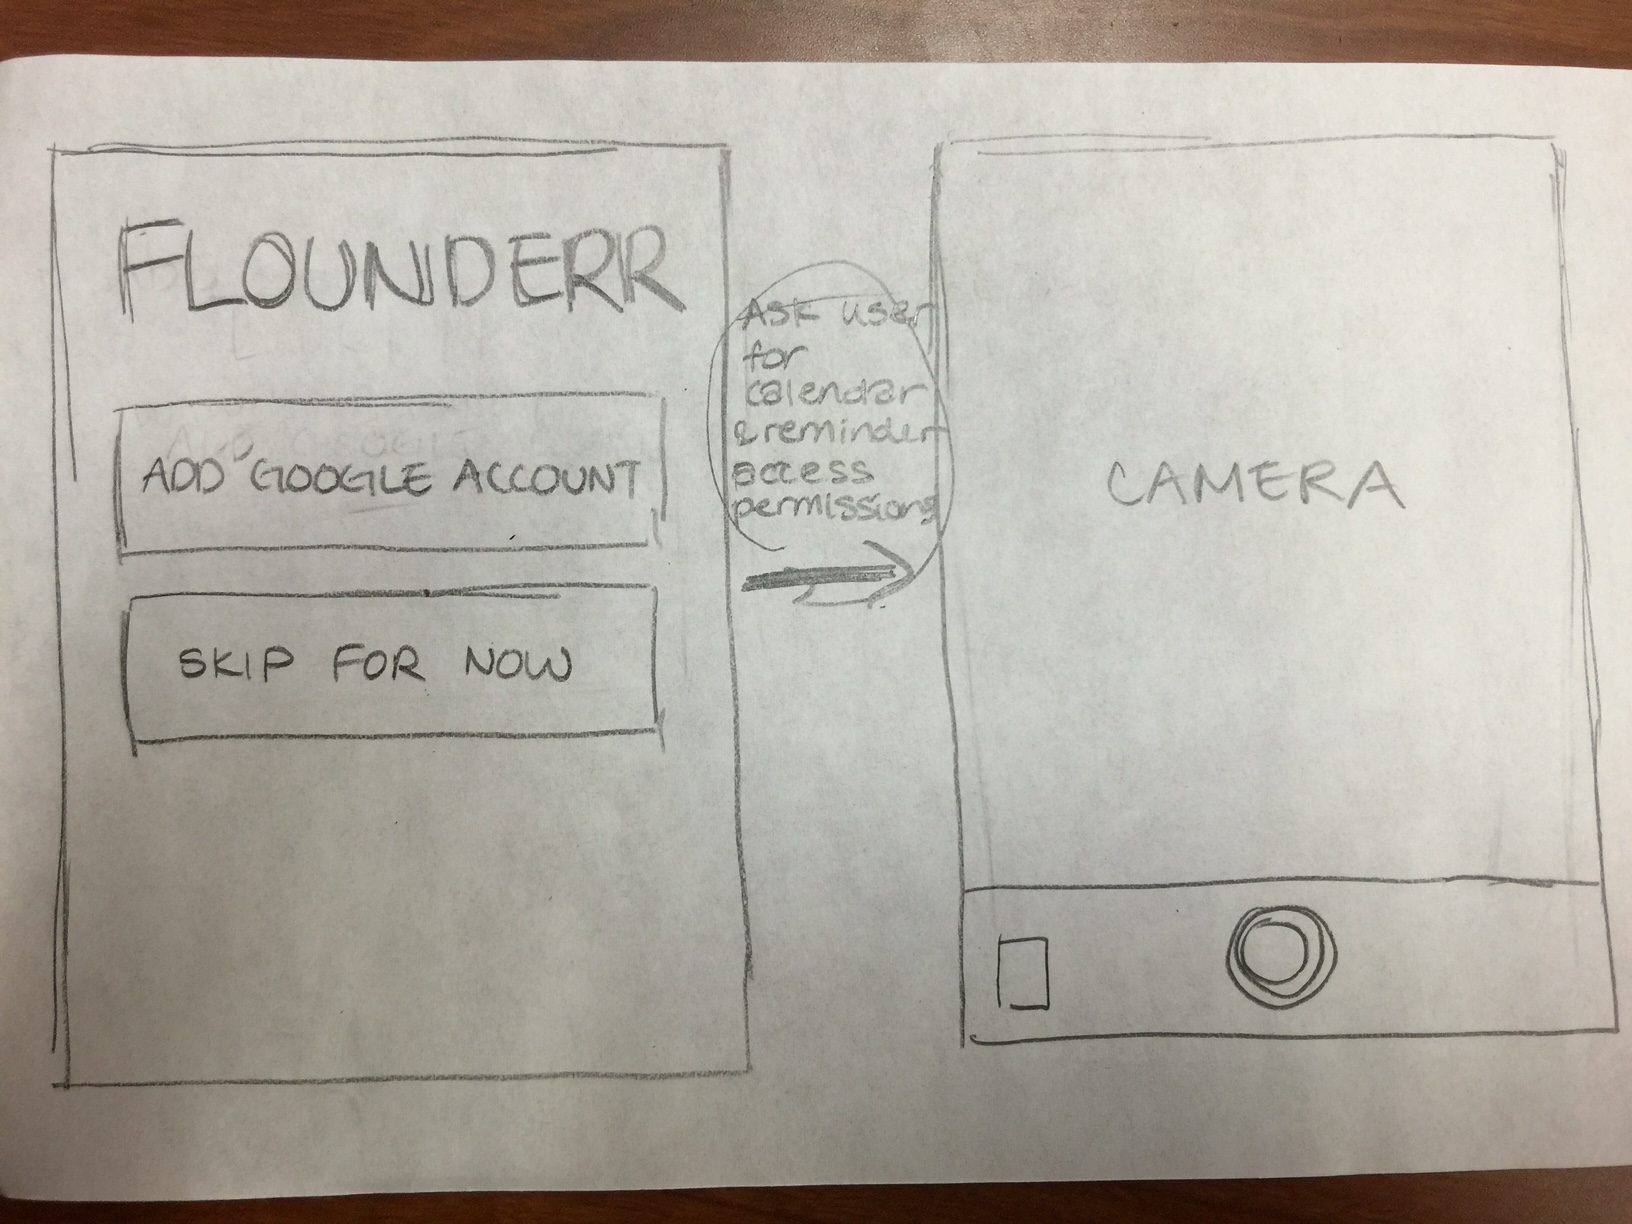 FLOUNDERR
ADD GOOGLE ACCOUNT
SKIP FOR NOW
Ask user
for
calendar
& reminder
access
permissions
CAMERA